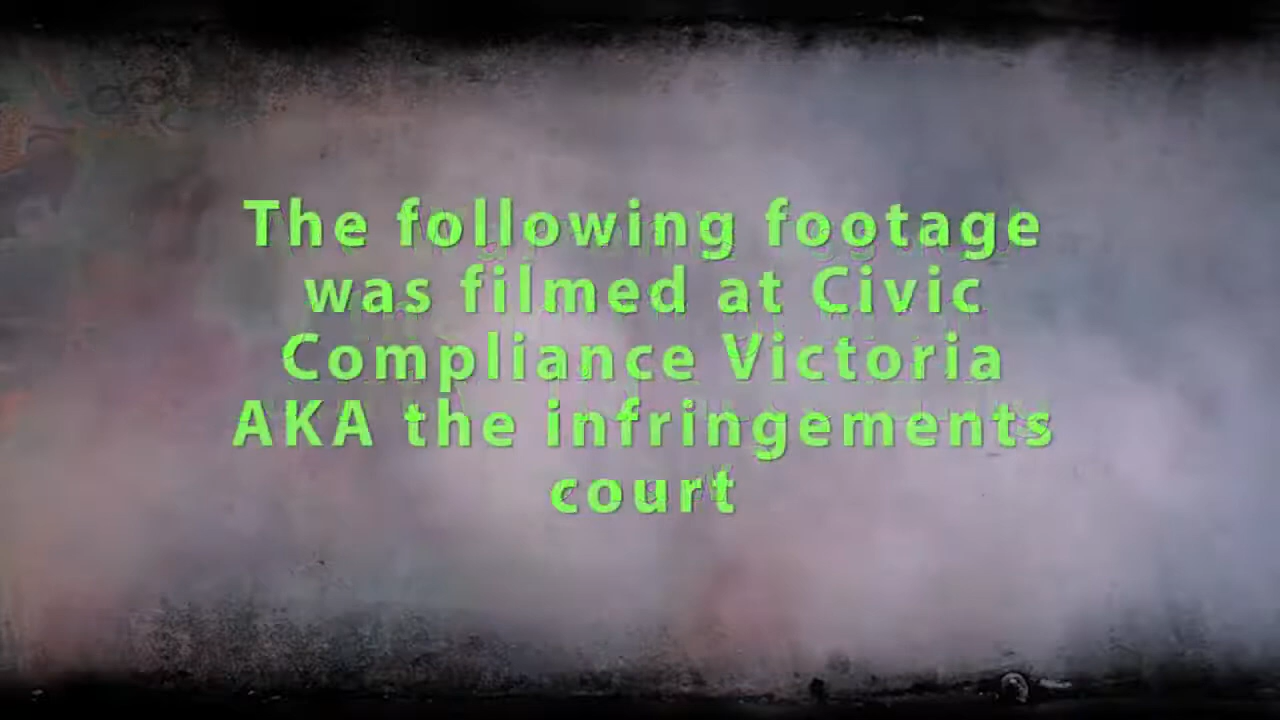 The following footage
was filmed at Civic
Compliance Victoria
AKA the infringements
court